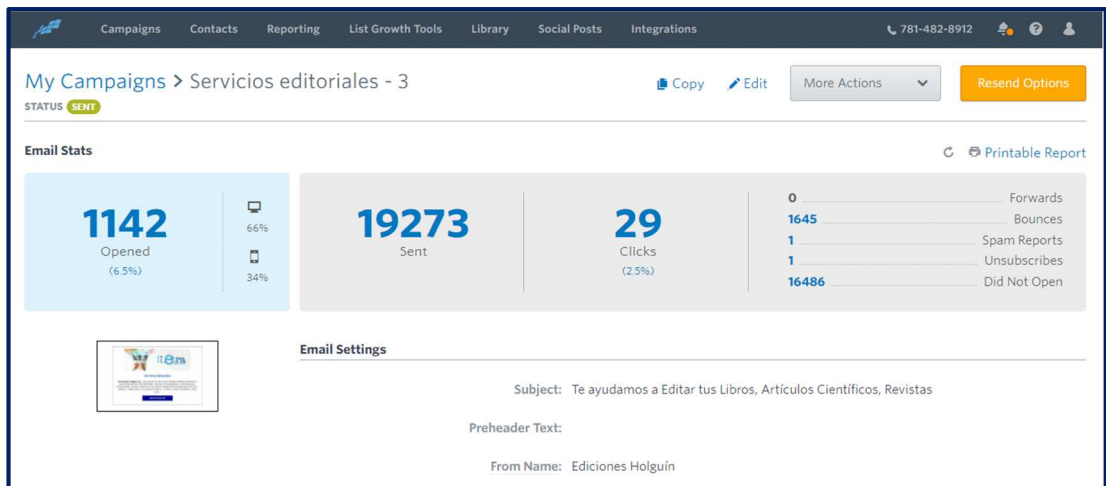 Campaigns Contacts Reporting List Growth Tools Library Social Posts Integrations 781-482-8912
My Campaigns > Servicios editoriales - 3 Copy Edit More Actions Resend Options
STATUS SENT
Email Stats Printable Report
1142
Opened
(6.5%)
66%
34%
19273
Sent
29
Clicks
(2.5%)
0 Forwards
1645 Bounces
1 Spam Reports
1 Unsubscribes
16486 Did Not Open
Email Settings
Subject: Te ayudamos a Editar tus Libros, Artículos Científicos, Revistas
Preheader Text:
From Name: Ediciones Holguín